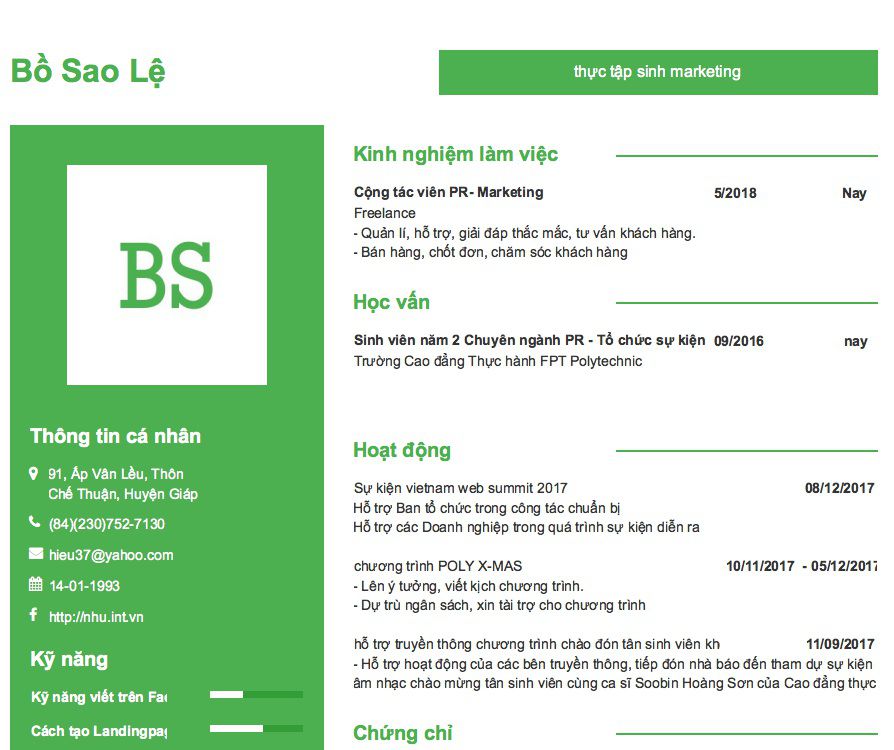 Bồ Sao Lệ
thực tập sinh marketing
BS
Thông tin cá nhân
91, Ấp Vân Lều, Thôn
Chế Thuận, Huyện Giáp
(84)(230)752-7130
hieu37@yahoo.com
14-01-1993
http://nhu.int.vn
Kỹ năng
Kỹ năng viết trên
Cách tạo
Kinh nghiệm làm việc
Cộng tác viên PR- Marketing 5/2018 Nay
Freelance
- Quản lí, hỗ trợ, giải đáp thắc mắc, tư vấn khách hàng.
- Bán hàng, chốt đơn, chăm sóc khách hàng
Học vấn
Sinh viên năm 2 Chuyên ngành PR - Tổ chức sự kiện 09/2016 nay
Trường Cao đẳng Thực hành FPT Polytechnic
Hoạt động
Sự kiện vietnam web summit 2017 08/12/2017
Hỗ trợ Ban tổ chức trong công tác chuẩn bị
Hỗ trợ các Doanh nghiệp trong quá trình sự kiện diễn ra
chương trình POLY X-MAS 10/11/2017 - 05/12/2017
- Lên ý tưởng, viết kịch chương trình.
- Dự trù ngân sách, xin tài trợ cho chương trình
hỗ trợ truyền thông chương trình chào đón tân sinh viên kh 11/09/2017
- Hỗ trợ hoạt động của các bên truyền thông, tiếp đón nhà báo đến tham dự sự kiện
âm nhạc chào mừng tân sinh viên cùng ca sĩ Soobin Hoàng Sơn của Cao đẳng thực
Chứng chỉ